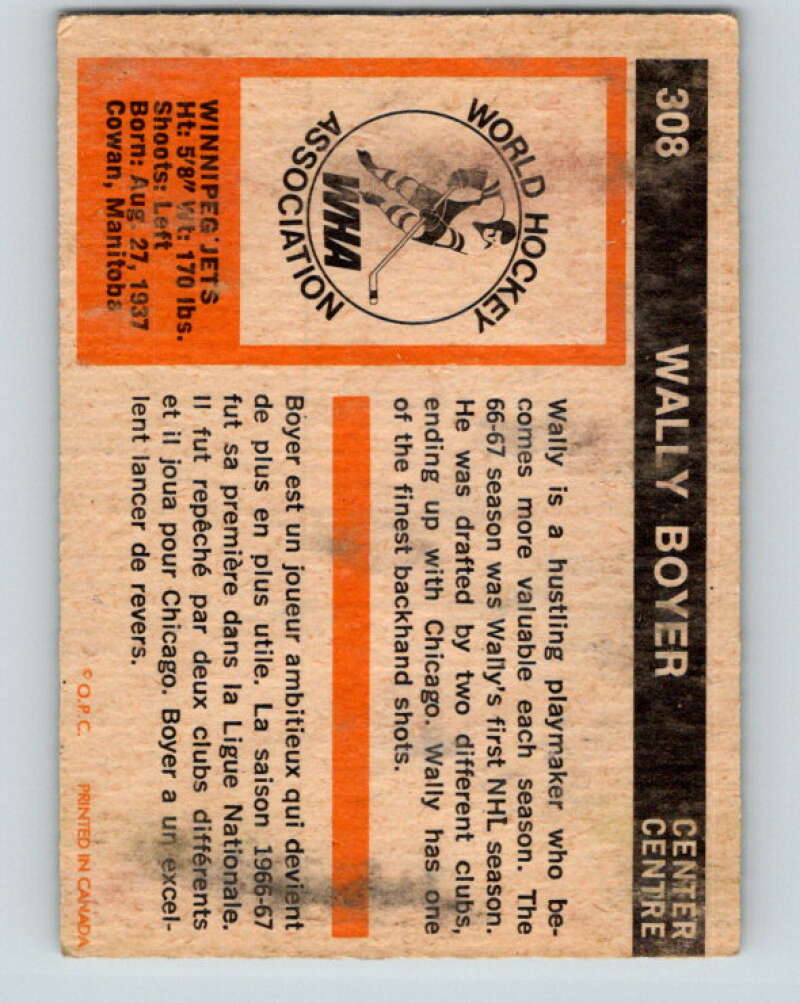 308
WALLY BOYER
CENTER
CENTRE
WORLD HOCKEY
ASSOCIATION
WHA
WINNIPEG JETS
Ht: 5'8" Wt: 170 lbs.
Shoots: Left
Born: Aug. 27, 1937
Cowan, Manitoba
Wally is a hustling playmaker who be-
comes more valuable each season. The
66-67 season was Wally's first NHL season.
He was drafted by two different clubs,
ending up with Chicago. Wally has one
of the finest backhand shots.
Boyer est un joueur ambitieux qui devient
de plus en plus utile. La saison 1966-67
fut sa première dans la Ligue Nationale.
Il fut repêché par deux clubs différents
et il joua pour Chicago. Boyer a un excel-
lent lancer de revers.
© O.P.C. PRINTED IN CANADA